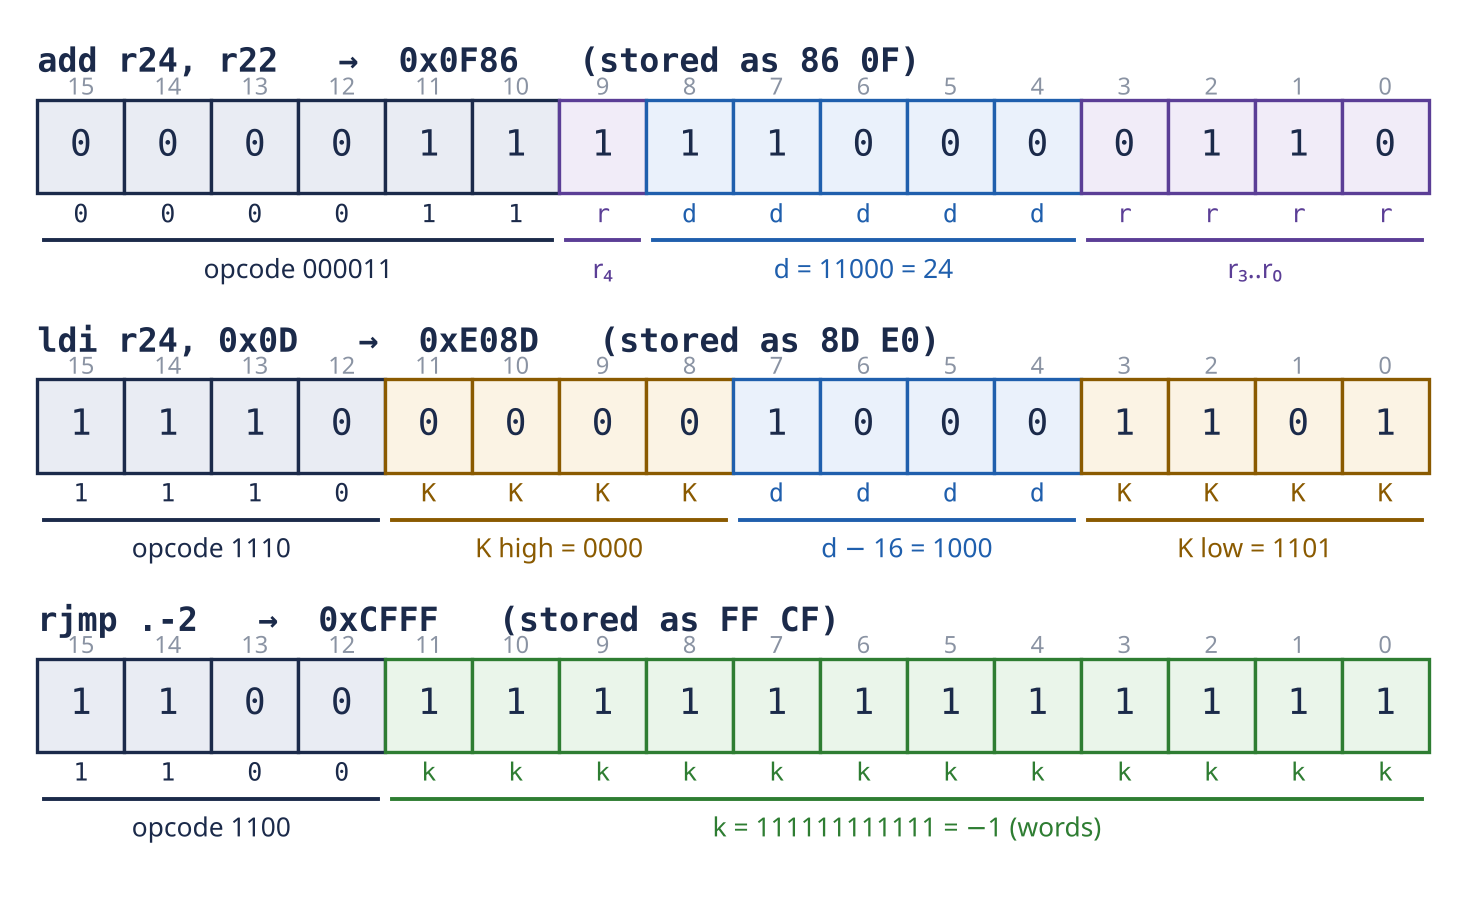 add r24, r22 → 0x0F86 (stored as 86 0F)
15 14 13 12 11 10 9 8 7 6 5 4 3 2 1 0
0 0 0 0 1 1 1 1 1 0 0 0 0 1 1 0
0 0 0 0 1 1 r d d d d d r r r r
opcode 000011 r₄ d = 11000 = 24 r₃..r₀
ldi r24, 0x0D → 0xE08D (stored as 8D E0)
15 14 13 12 11 10 9 8 7 6 5 4 3 2 1 0
1 1 1 0 0 0 0 0 1 0 0 0 1 1 0 1
1 1 1 0 K K K K d d d d K K K K
opcode 1110 K high = 0000 d − 16 = 1000 K low = 1101
rjmp .-2 → 0xCFFF (stored as FF CF)
15 14 13 12 11 10 9 8 7 6 5 4 3 2 1 0
1 1 0 0 1 1 1 1 1 1 1 1 1 1 1 1
1 1 0 0 k k k k k k k k k k k k
opcode 1100 k = 111111111111 = −1 (words)